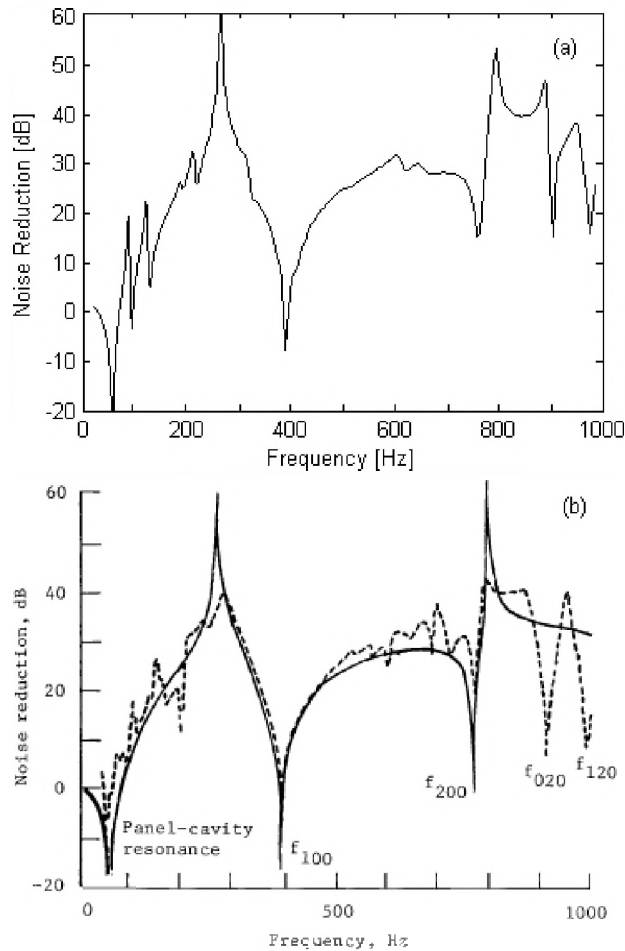 60
(a)
50
40
30
20
10
0
-10
-20
Noise Reduction [dB]
0
200
400
600
800
1000
Frequency [Hz]
60
(b)
40
20
0
-20
Noise reduction, dB
Panel-cavity
resonance
f100
f200
f020
f120
0
500
1000
Frequency, Hz